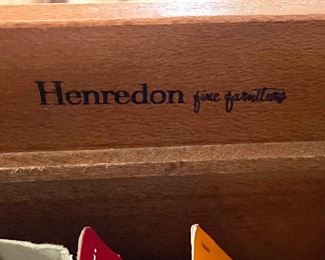 Henredon fine furniture